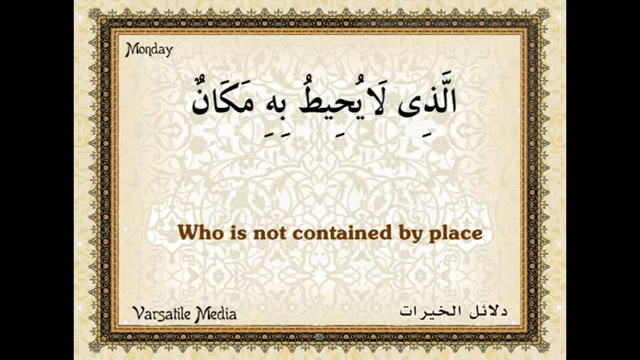 Monday
الَّذِى لَايُحِيطُ بِهِ مَكَانٌ
Who is not contained by place
Varsatile Media
دلائل الخيرات